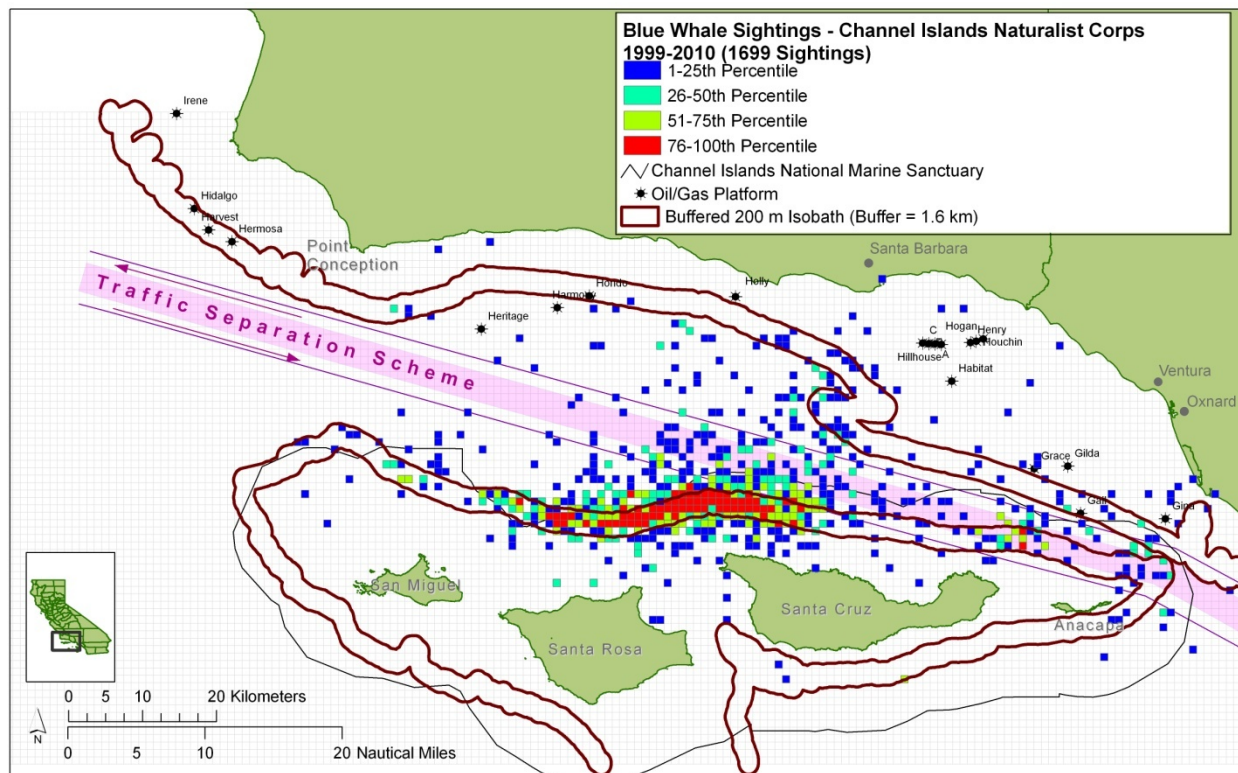 Blue Whale Sightings - Channel Islands Naturalist Corps
1999-2010 (1699 Sightings)
1-25th Percentile
26-50th Percentile
51-75th Percentile
76-100th Percentile
Channel Islands National Marine Sanctuary
Oil/Gas Platform
Buffered 200 m Isobath (Buffer = 1.6 km)
Irene
Hidalgo
Harvest
Hermosa
Point
Conception
Santa Barbara
Hondo
Holly
Heritage
C
Hogan
Henry
Houchin
Hillhouse
A
Habitat
Traffic Separation Scheme
Ventura
Oxnard
Grace
Gilda
Gail
Gina
San Miguel
Santa Cruz
Anacapa
Santa Rosa
0 5 10 20 Kilometers
N
0 5 10 20 Nautical Miles